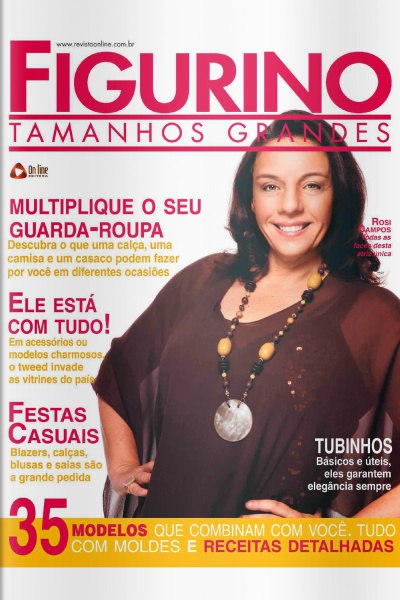 www.revistaonline.com.br
FIGURINO
TAMANHOS GRANDES
On line
EDITORA
MULTIPLIQUE O SEU
GUARDA-ROUPA
Descubra o que uma calça, uma
camisa e um casaco podem fazer
por você em diferentes ocasiões
ROSI
CAMPOS
Todas as
faces desta
atriz única
ELE ESTÁ
COM TUDO!
Em acessórios ou
modelos charmosos,
o tweed invade
as vitrines do país
FESTAS
CASUAIS
Blazers, calças,
blusas e saias são
a grande pedida
TUBINHOS
Básicos e úteis,
eles garantem
elegância sempre
35 MODELOS QUE COMBINAM COM VOCÊ. TUDO
COM MOLDES E RECEITAS DETALHADAS